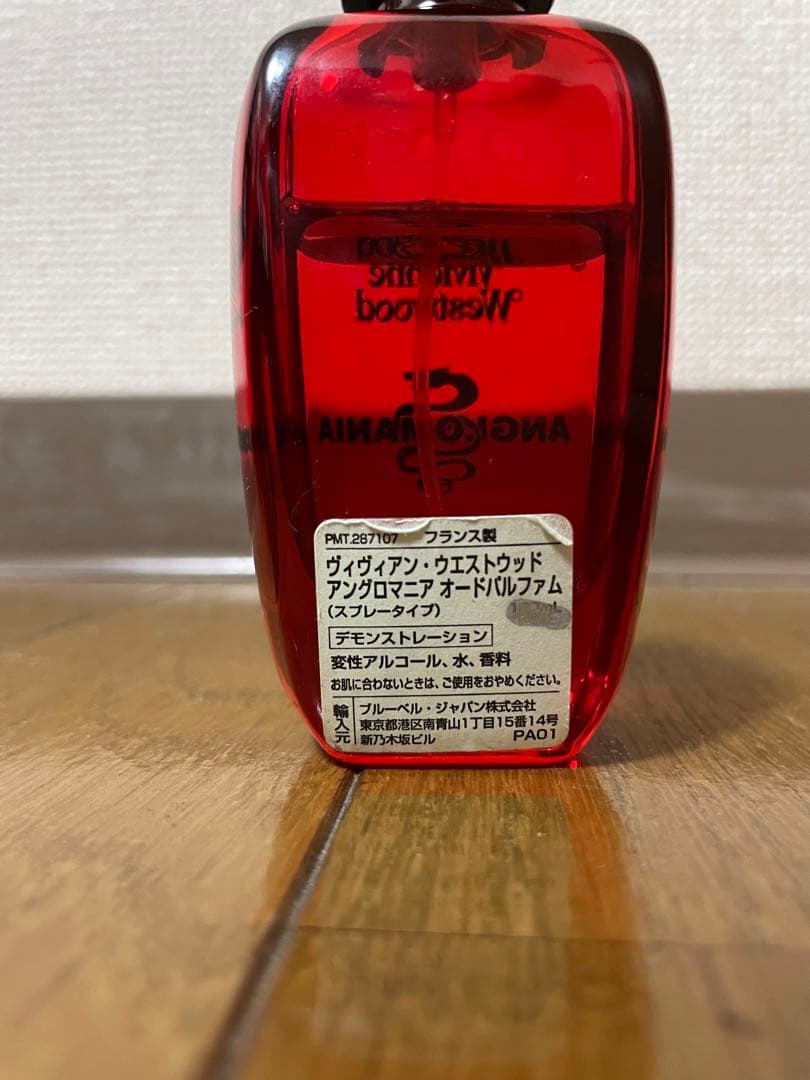 Vivienne
Westwood
ANGLOMANIA
PMT.287107 フランス製
ヴィヴィアン・ウエストウッド
アングロマニア オードパルファム
(スプレータイプ)
デモンストレーション
変性アルコール、水、香料
お肌に合わないときは、ご使用をおやめください。
輸入元
ブルーベル・ジャパン株式会社
東京都港区南青山1丁目15番14号
新乃木坂ビル PA01